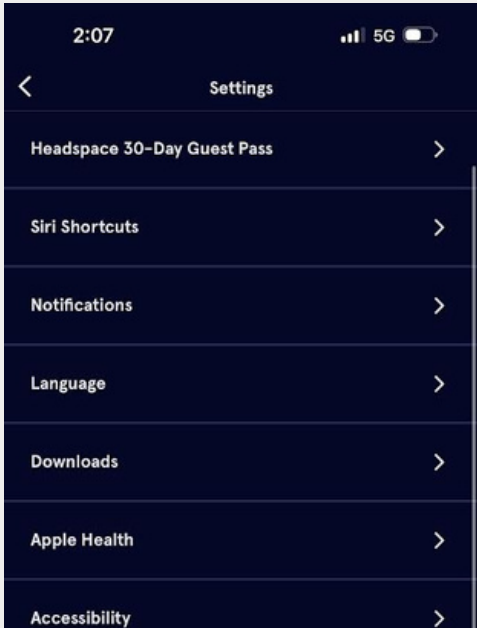 2:07 5G
Settings
Headspace 30-Day Guest Pass
Siri Shortcuts
Notifications
Language
Downloads
Apple Health
Accessibility